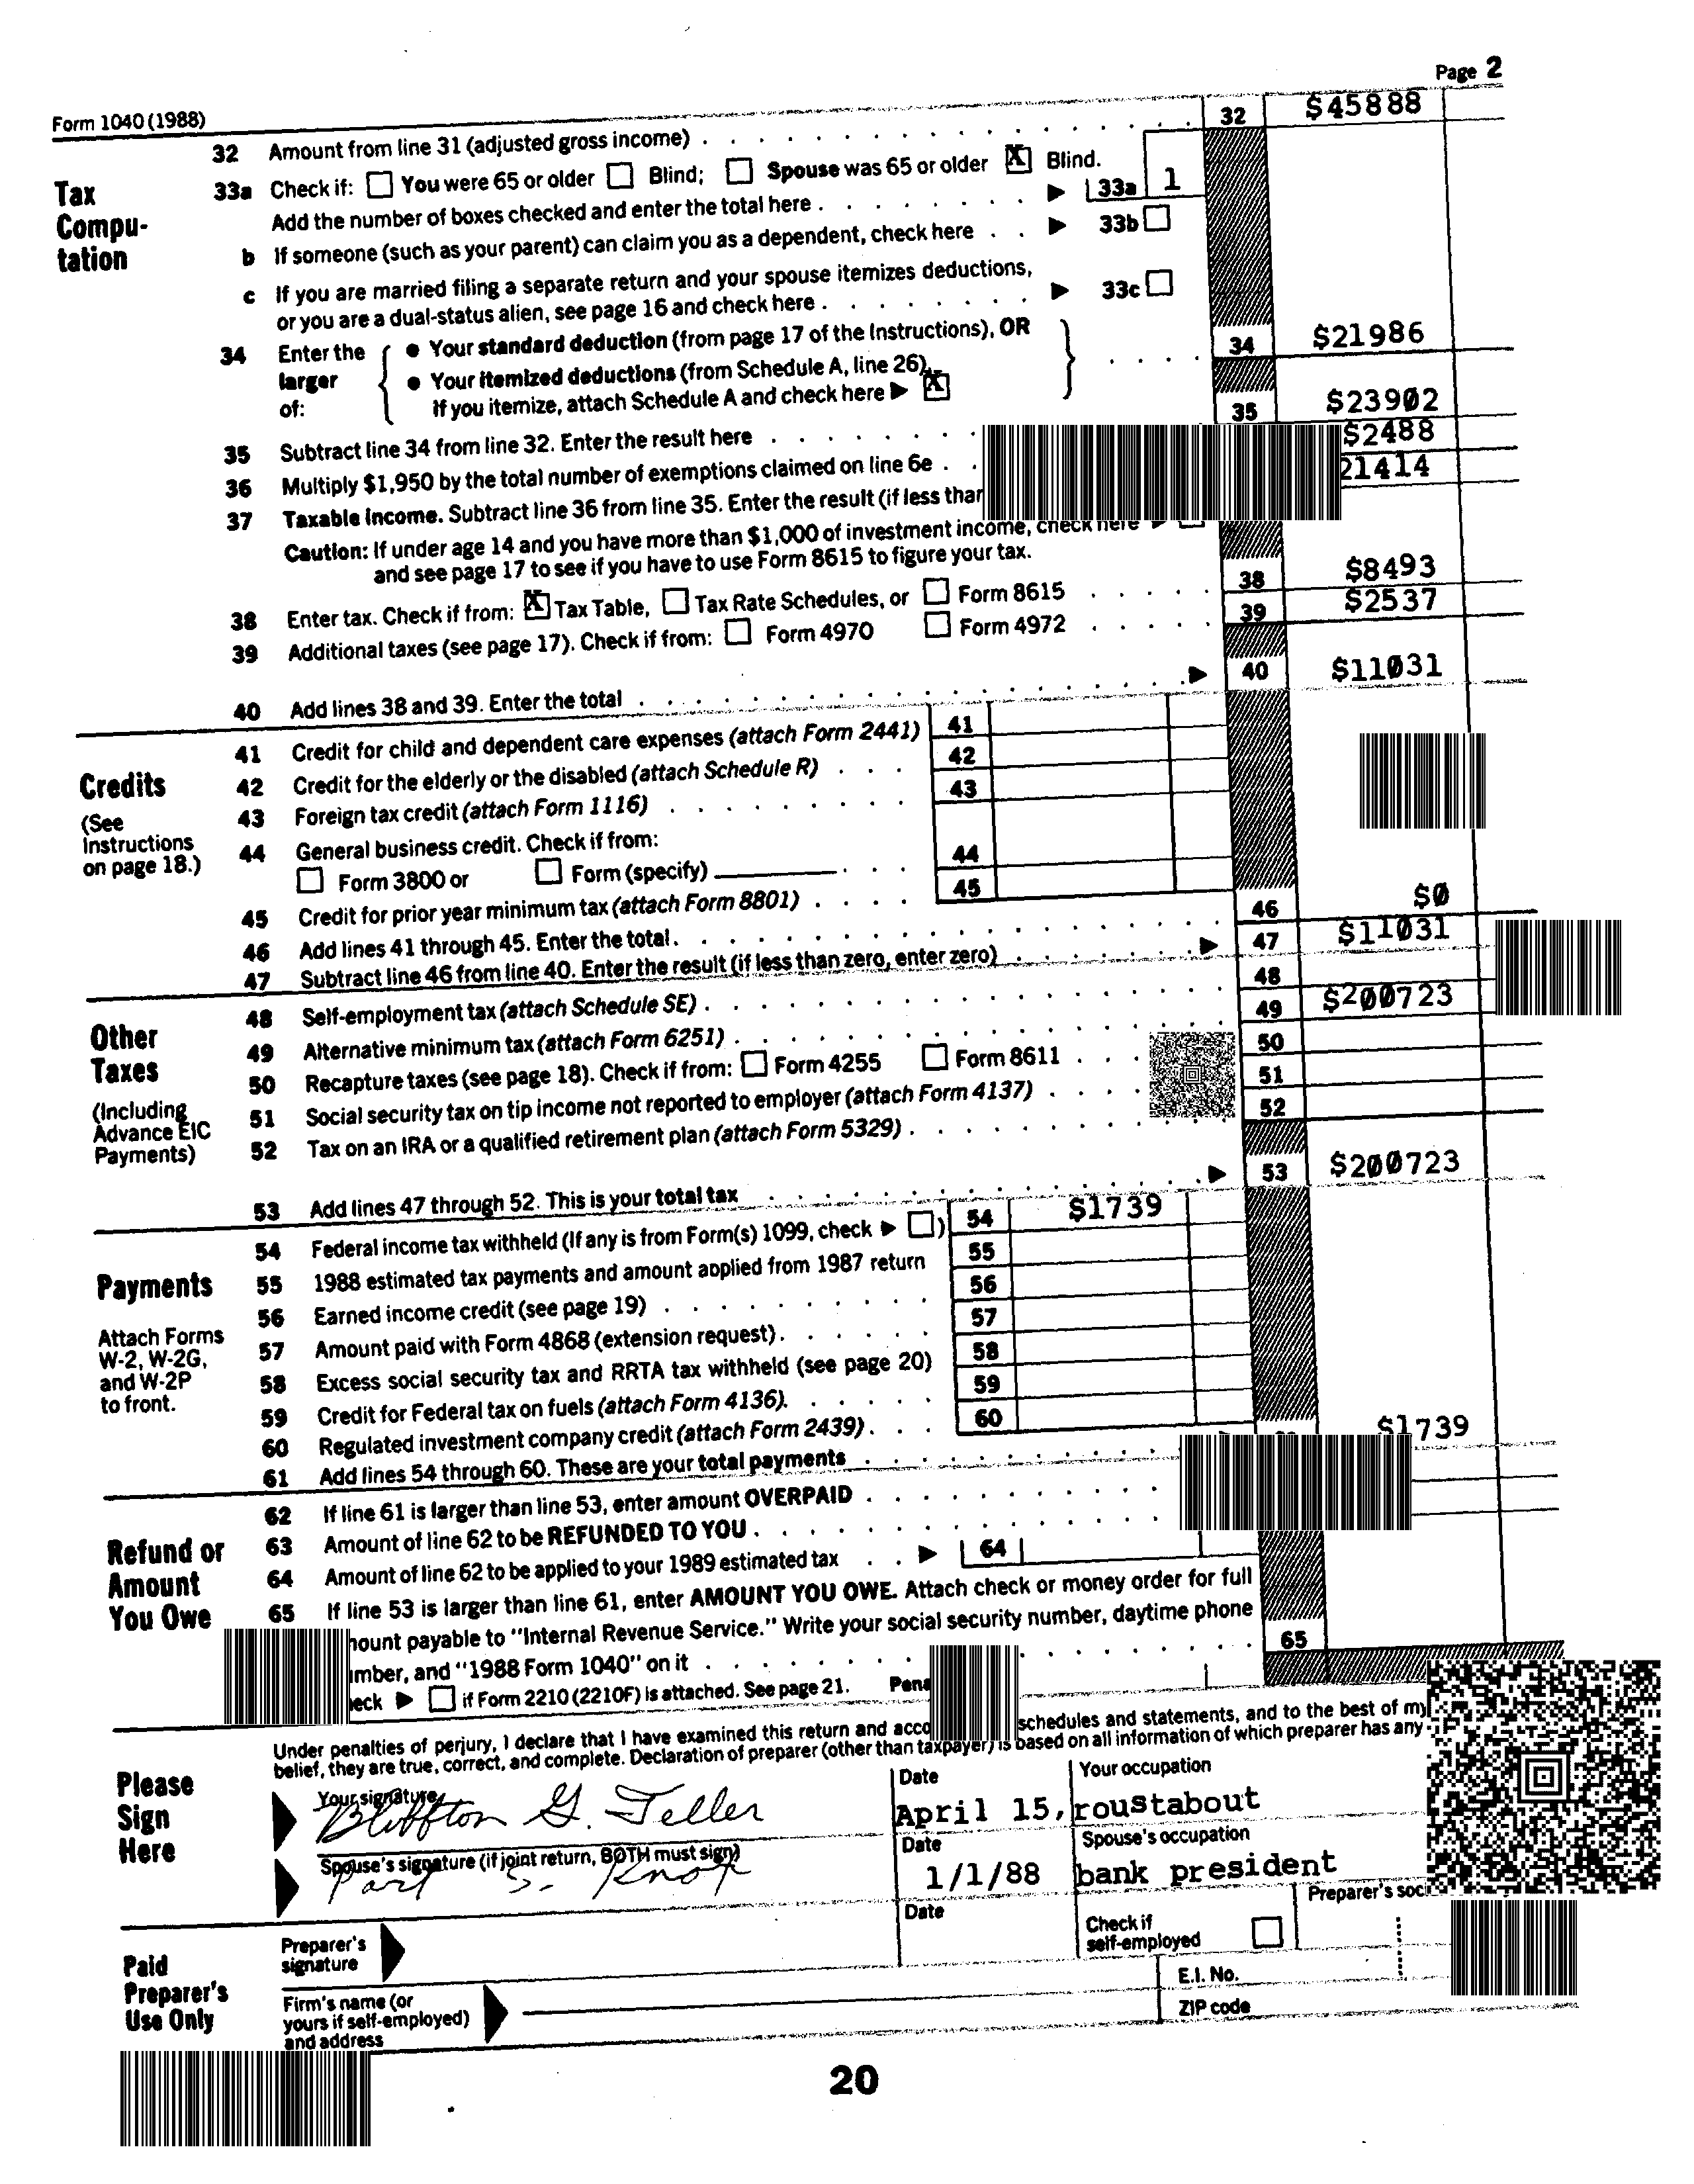 Page 2
Form 1040 (1988)
32 Amount from line 31 (adjusted gross income) 32 $45888
Tax Compu- tation
33a Check if: You were 65 or older Blind; Spouse was 65 or older X Blind.
Add the number of boxes checked and enter the total here ▶ 33a 1
b If someone (such as your parent) can claim you as a dependent, check here ▶ 33b
c If you are married filing a separate return and your spouse itemizes deductions,
or you are a dual-status alien, see page 16 and check here ▶ 33c
34 Enter the larger of: { • Your standard deduction (from page 17 of the Instructions), OR
• Your itemized deductions (from Schedule A, line 26). } 34 $21986
If you itemize, attach Schedule A and check here ▶ X
35 Subtract line 34 from line 32. Enter the result here 35 $23902
36 Multiply $1,950 by the total number of exemptions claimed on line 6e $2488
37 Taxable income. Subtract line 36 from line 35. Enter the result (if less than 21414
Caution: If under age 14 and you have more than $1,000 of investment income, check here ▶
and see page 17 to see if you have to use Form 8615 to figure your tax.
38 Enter tax. Check if from: X Tax Table, Tax Rate Schedules, or Form 8615 38 $8493
39 Additional taxes (see page 17). Check if from: Form 4970 Form 4972 39 $2537
40 Add lines 38 and 39. Enter the total ▶ 40 $11031
Credits
(See Instructions on page 18.)
41 Credit for child and dependent care expenses (attach Form 2441) 41
42 Credit for the elderly or the disabled (attach Schedule R) 42
43 Foreign tax credit (attach Form 1116) 43
44 General business credit. Check if from:
Form 3800 or Form (specify) 44
45 Credit for prior year minimum tax (attach Form 8801) 45
46 Add lines 41 through 45. Enter the total. 46 $0
47 Subtract line 46 from line 40. Enter the result (if less than zero, enter zero) ▶ 47 $11031
Other Taxes
(Including Advance EIC Payments)
48 Self-employment tax (attach Schedule SE) 48
49 Alternative minimum tax (attach Form 6251) 49 $200723
50 Recapture taxes (see page 18). Check if from: Form 4255 Form 8611 50
51 Social security tax on tip income not reported to employer (attach Form 4137) 51
52 Tax on an IRA or a qualified retirement plan (attach Form 5329) 52
53 Add lines 47 through 52. This is your total tax ▶ 53 $200723
Payments
Attach Forms W-2, W-2G, and W-2P to front.
54 Federal income tax withheld (If any is from Form(s) 1099, check ▶ ) 54 $1739
55 1988 estimated tax payments and amount applied from 1987 return 55
56 Earned income credit (see page 19) 56
57 Amount paid with Form 4868 (extension request) 57
58 Excess social security tax and RRTA tax withheld (see page 20) 58
59 Credit for Federal tax on fuels (attach Form 4136) 59
60 Regulated investment company credit (attach Form 2439) 60
61 Add lines 54 through 60. These are your total payments $1739
Refund or Amount You Owe
62 If line 61 is larger than line 53, enter amount OVERPAID
63 Amount of line 62 to be REFUNDED TO YOU
64 Amount of line 62 to be applied to your 1989 estimated tax ▶ 64
65 If line 53 is larger than line 61, enter AMOUNT YOU OWE. Attach check or money order for full
payable to "Internal Revenue Service." Write your social security number, daytime phone
and "1988 Form 1040" on it 65
▶ if Form 2210 (2210F) is attached. See page 21.
Please Sign Here
Under penalties of perjury, I declare that I have examined this return and schedules and statements, and to the best of my
belief, they are true, correct, and complete. Declaration of preparer (other than taxpayer) is based on all information of which preparer has any
Your signature Date Your occupation
Bluffton G. Teller April 15, roustabout
Spouse's signature (if joint return, BOTH must sign) Date Spouse's occupation
S. Knox 1/1/88 bank president
Paid Preparer's Use Only
Preparer's signature Date Check if self-employed Preparer's
Firm's name (or yours if self-employed) and address E.I. No.
ZIP code
20